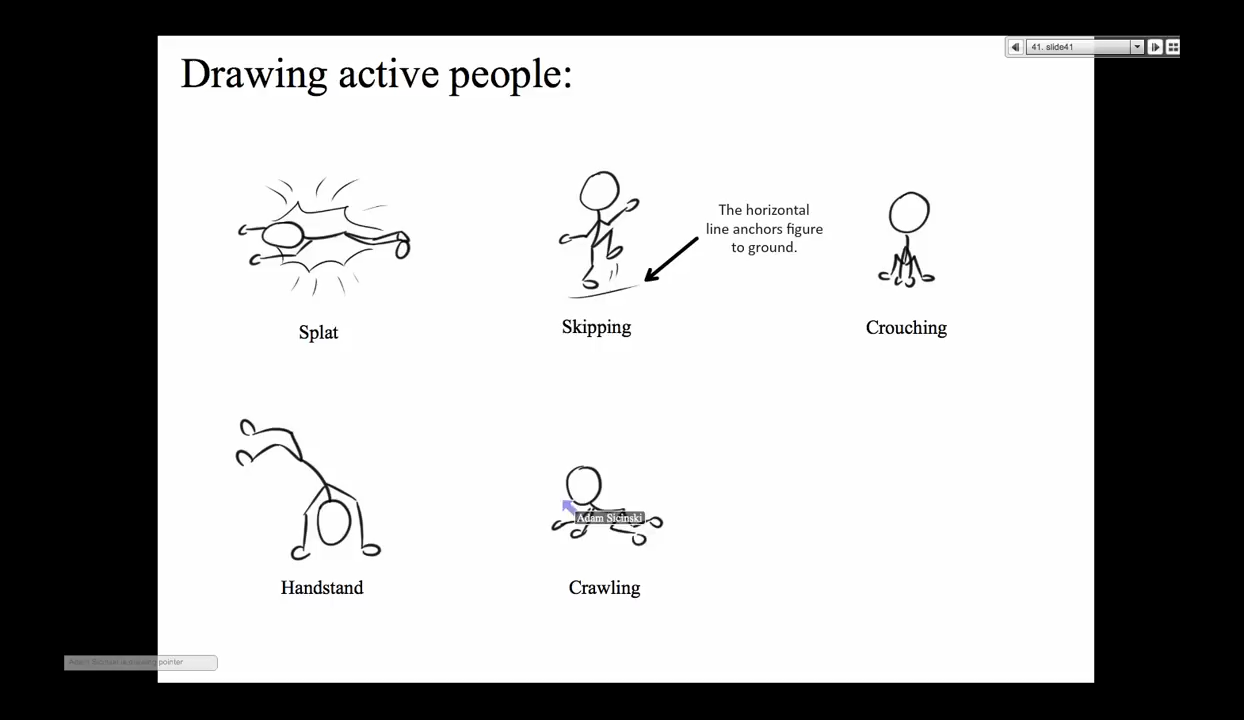 41. slide41
Drawing active people:
The horizontal
line anchors figure
to ground.
Splat
Skipping
Crouching
Adam Sicinski
Handstand
Crawling
pointer